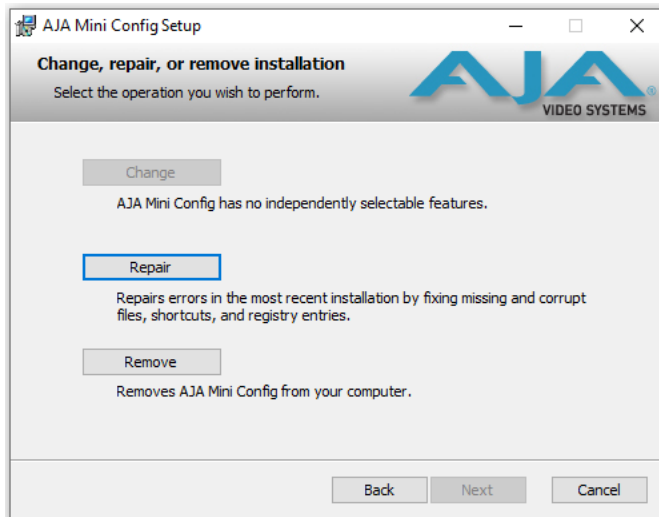 AJA Mini Config Setup
Change, repair, or remove installation
Select the operation you wish to perform.
AJA®
VIDEO SYSTEMS
Change
AJA Mini Config has no independently selectable features.
Repair
Repairs errors in the most recent installation by fixing missing and corrupt
files, shortcuts, and registry entries.
Remove
Removes AJA Mini Config from your computer.
Back
Next
Cancel